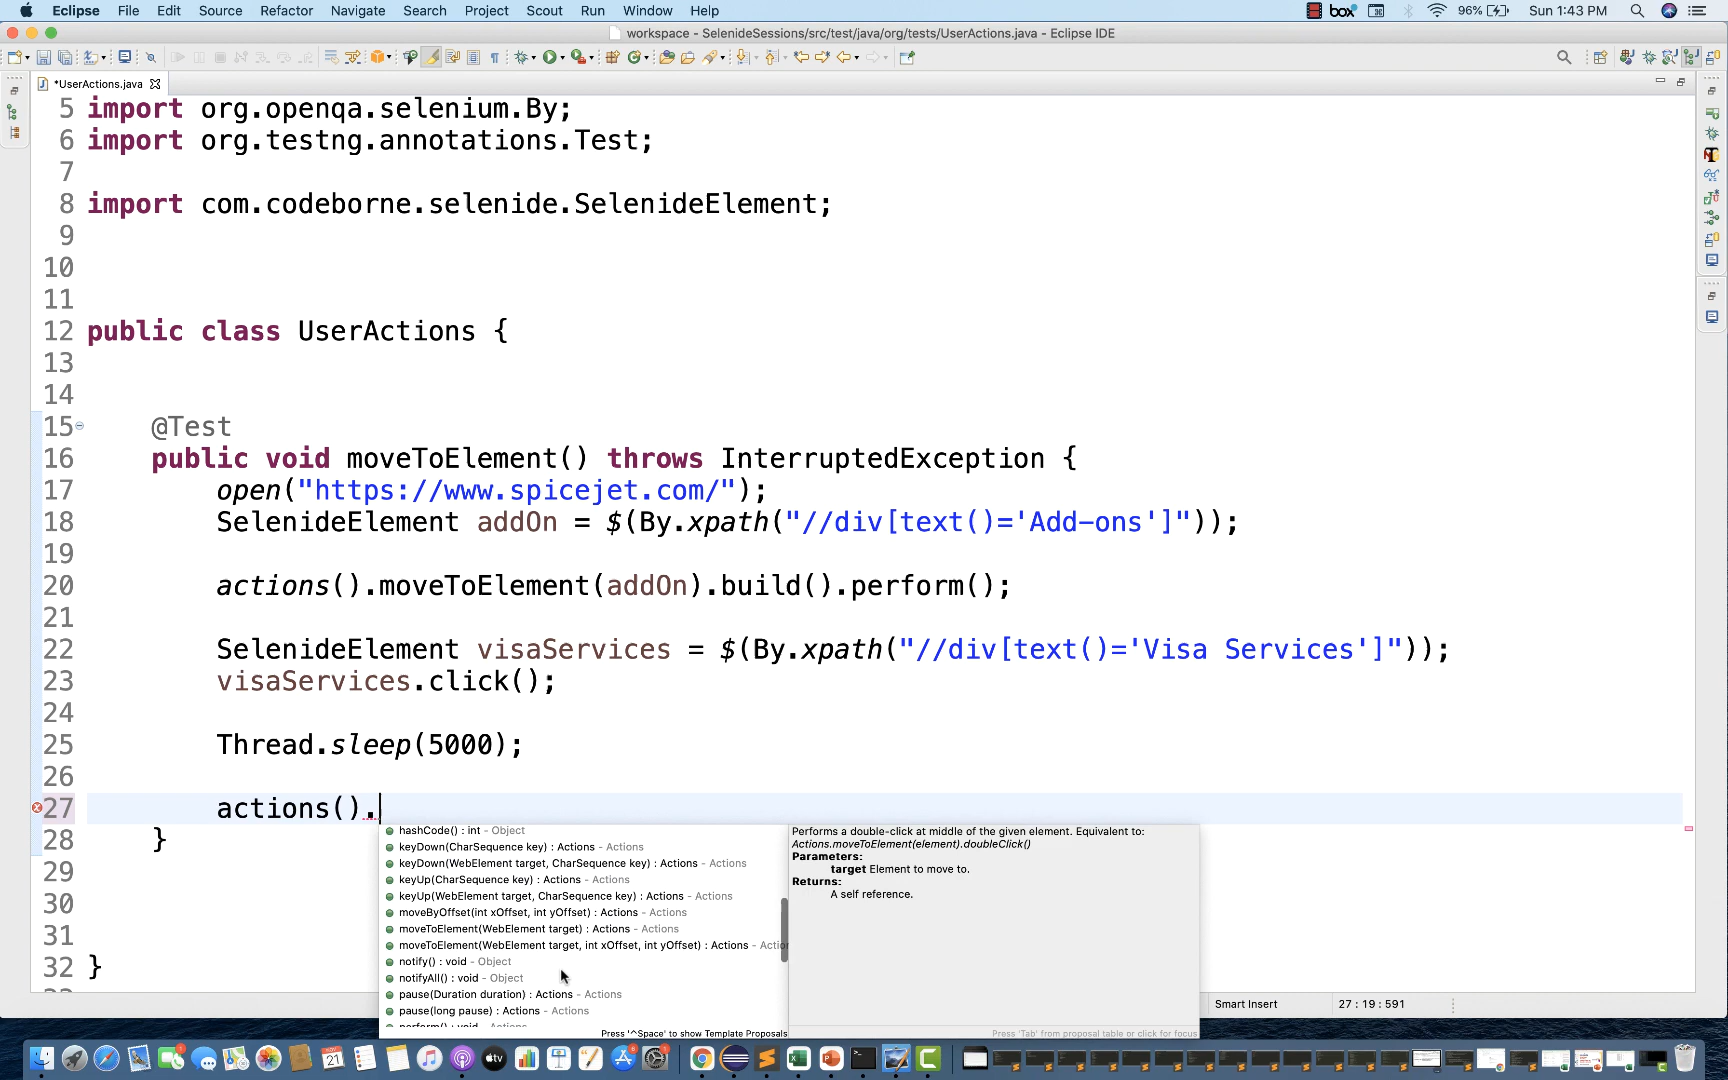 Eclipse File Edit Source Refactor Navigate Search Project Scout Run Window Help box 96% Sun 1:43 PM
workspace - SelenideSessions/src/test/java/org/tests/UserActions.java - Eclipse IDE
*UserActions.java
5 import org.openqa.selenium.By;
6 import org.testng.annotations.Test;
7
8 import com.codeborne.selenide.SelenideElement;
9
10
11
12 public class UserActions {
13
14
15 @Test
16 public void moveToElement() throws InterruptedException {
17 open("https://www.spicejet.com/");
18 SelenideElement addOn = $(By.xpath("//div[text()='Add-ons']"));
19
20 actions().moveToElement(addOn).build().perform();
21
22 SelenideElement visaServices = $(By.xpath("//div[text()='Visa Services']"));
23 visaServices.click();
24
25 Thread.sleep(5000);
26
27 actions().
28 }
29
30
31
32 }
hashCode() : int - Object
keyDown(CharSequence key) : Actions - Actions
keyDown(WebElement target, CharSequence key) : Actions - Actions
keyUp(CharSequence key) : Actions - Actions
keyUp(WebElement target, CharSequence key) : Actions - Actions
moveByOffset(int xOffset, int yOffset) : Actions - Actions
moveToElement(WebElement target) : Actions - Actions
moveToElement(WebElement target, int xOffset, int yOffset) : Actions - Actio
notify() : void - Object
notifyAll() : void - Object
pause(Duration duration) : Actions - Actions
pause(long pause) : Actions - Actions
perform() : void - Actions
Press '^Space' to show Template Proposals
Performs a double-click at middle of the given element. Equivalent to:
Actions.moveToElement(element).doubleClick()
Parameters:
target Element to move to.
Returns:
A self reference.
Press 'Tab' from proposal table or click for focus
Smart Insert 27 : 19 : 591